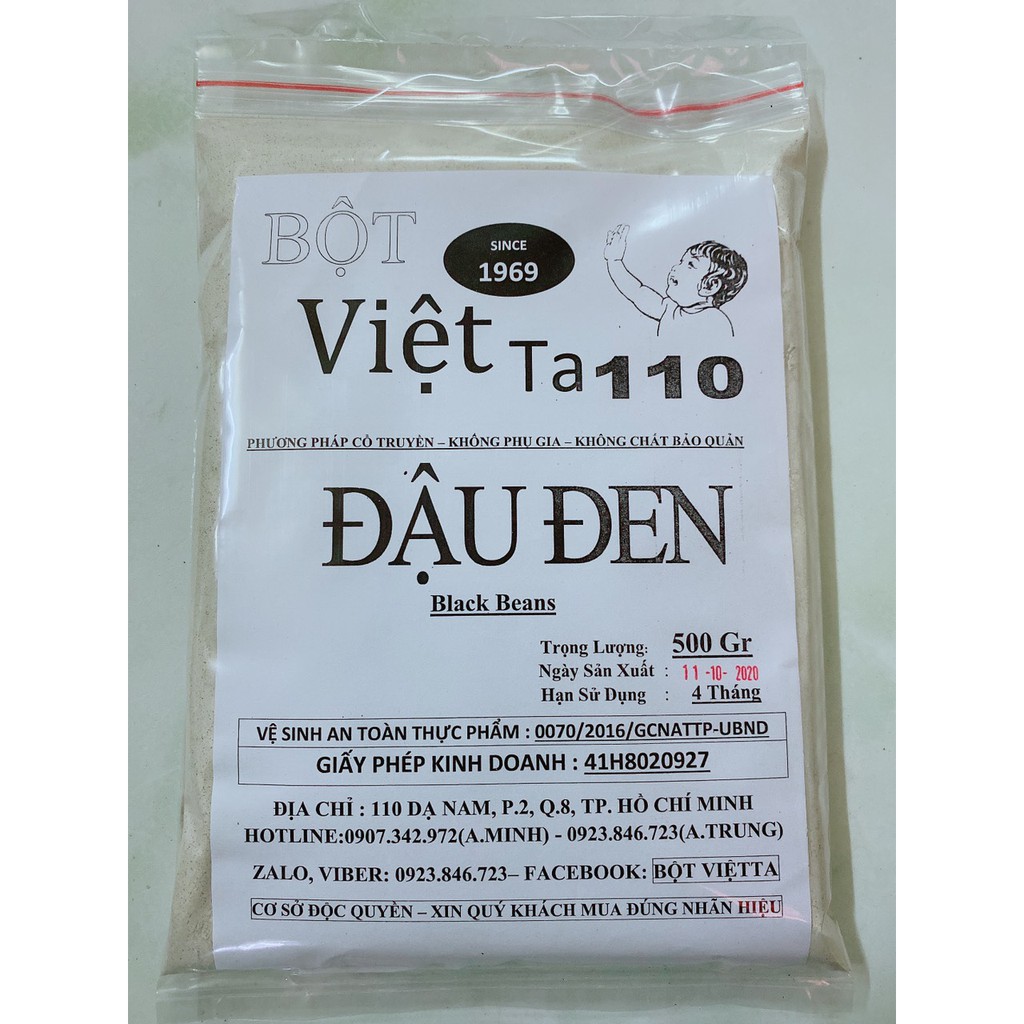 BỘT
SINCE
1969
Việt Ta 110
PHƯƠNG PHÁP CỔ TRUYỀN – KHÔNG PHỤ GIA – KHÔNG CHẤT BẢO QUẢN
ĐẬU ĐEN
Black Beans
Trọng Lượng: 500 Gr
Ngày Sản Xuất : 11-10-2020
Hạn Sử Dụng : 4 Tháng
VỆ SINH AN TOÀN THỰC PHẨM : 0070/2016/GCNATTP-UBND
GIẤY PHÉP KINH DOANH : 41H8020927
ĐỊA CHỈ : 110 DẠ NAM, P.2, Q.8, TP. HỒ CHÍ MINH
HOTLINE:0907.342.972(A.MINH) - 0923.846.723(A.TRUNG)
ZALO, VIBER: 0923.846.723– FACEBOOK: BỘT VIỆTTA
CƠ SỞ ĐỘC QUYỀN – XIN QUÝ KHÁCH MUA ĐÚNG NHÃN HIỆU